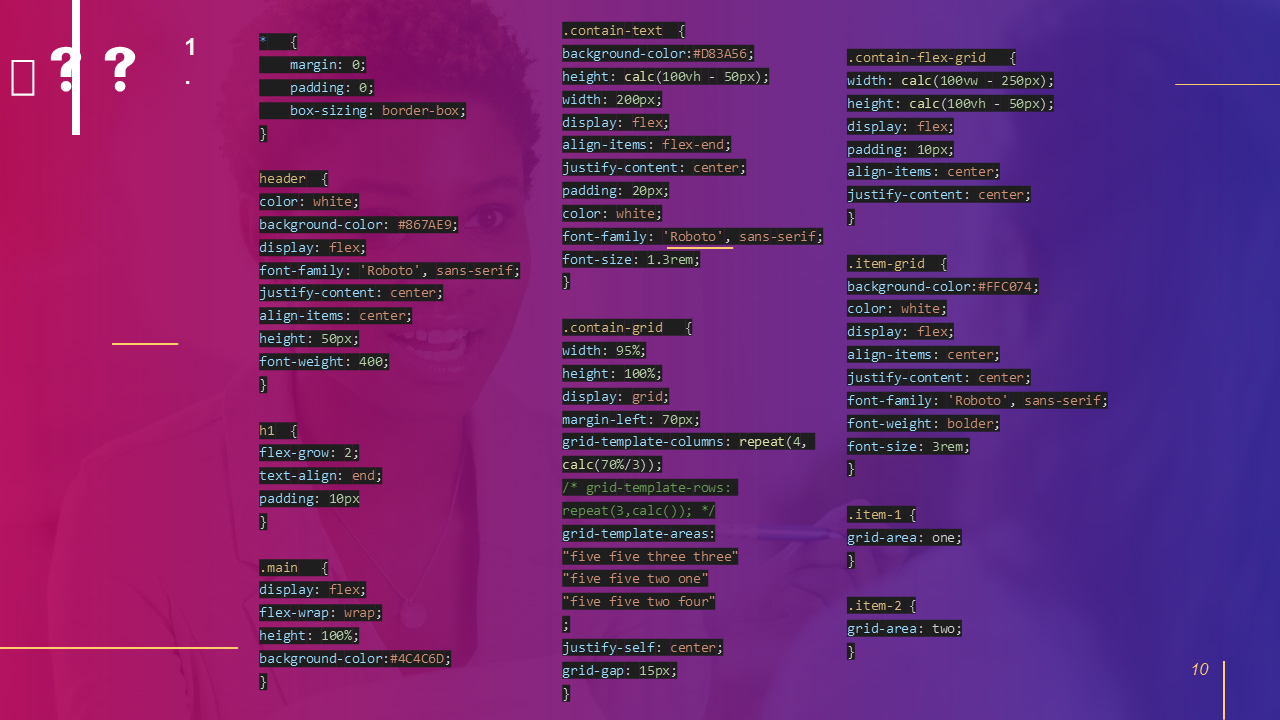 ? ?
1
.
* {
margin: 0;
padding: 0;
box-sizing: border-box;
}
header {
color: white;
background-color: #867AE9;
display: flex;
font-family: 'Roboto', sans-serif;
justify-content: center;
align-items: center;
height: 50px;
font-weight: 400;
}
h1 {
flex-grow: 2;
text-align: end;
padding: 10px
}
.main {
display: flex;
flex-wrap: wrap;
height: 100%;
background-color:#4C4C6D;
}
.contain-text {
background-color:#D83A56;
height: calc(100vh - 50px);
width: 200px;
display: flex;
align-items: flex-end;
justify-content: center;
padding: 20px;
color: white;
font-family: 'Roboto', sans-serif;
font-size: 1.3rem;
}
.contain-grid {
width: 95%;
height: 100%;
display: grid;
margin-left: 70px;
grid-template-columns: repeat(4,
calc(70%/3));
/* grid-template-rows:
repeat(3,calc()); */
grid-template-areas:
"five five three three"
"five five two one"
"five five two four"
;
justify-self: center;
grid-gap: 15px;
}
.contain-flex-grid {
width: calc(100vw - 250px);
height: calc(100vh - 50px);
display: flex;
padding: 10px;
align-items: center;
justify-content: center;
}
.item-grid {
background-color:#FFC074;
color: white;
display: flex;
align-items: center;
justify-content: center;
font-family: 'Roboto', sans-serif;
font-weight: bolder;
font-size: 3rem;
}
.item-1 {
grid-area: one;
}
.item-2 {
grid-area: two;
}
10